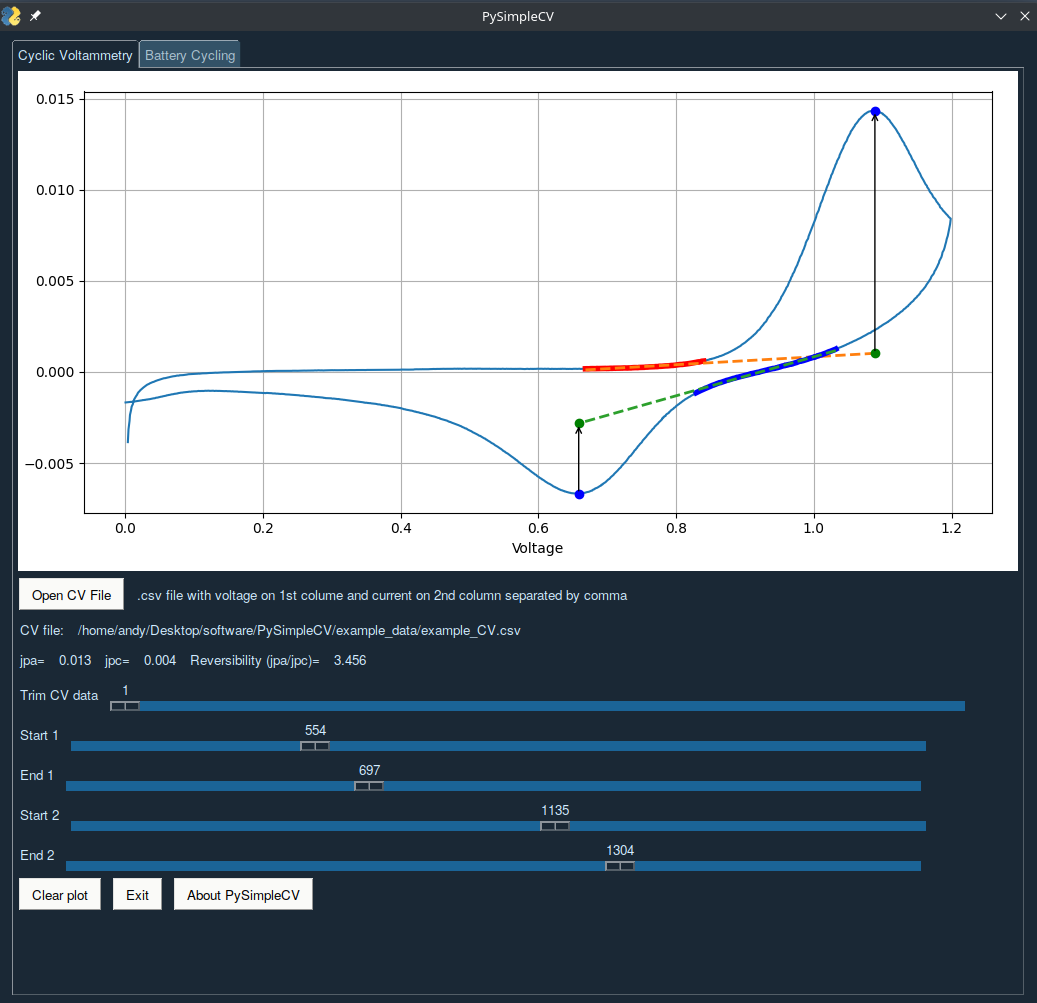 PySimpleCV
Cyclic Voltammetry Battery Cycling
0.015
0.010
0.005
0.000
−0.005
0.0 0.2 0.4 0.6 0.8 1.0 1.2
Voltage
Open CV File .csv file with voltage on 1st colume and current on 2nd column separated by comma
CV file: /home/andy/Desktop/software/PySimpleCV/example_data/example_CV.csv
jpa= 0.013 jpc= 0.004 Reversibility (jpa/jpc)= 3.456
Trim CV data 1
Start 1 554
End 1 697
Start 2 1135
End 2 1304
Clear plot Exit About PySimpleCV